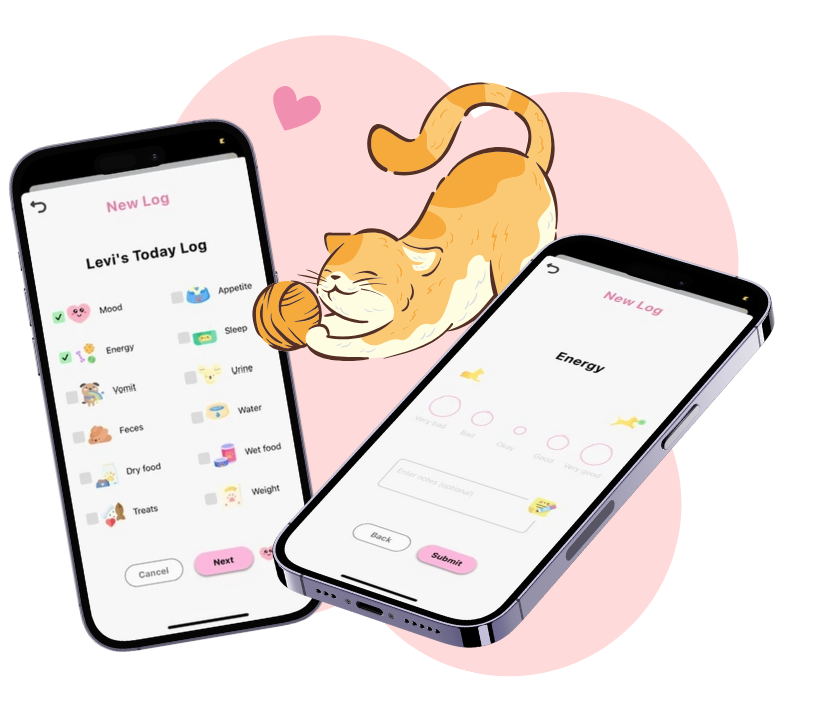 New Log
Levi's Today Log
Mood
Appetite
Energy
Sleep
Vomit
Urine
Feces
Water
Dry food
Wet food
Treats
Weight
Cancel
Next
New Log
Energy
Very bad
Bad
Okay
Good
Very good
Enter notes (optional)
Back
Submit